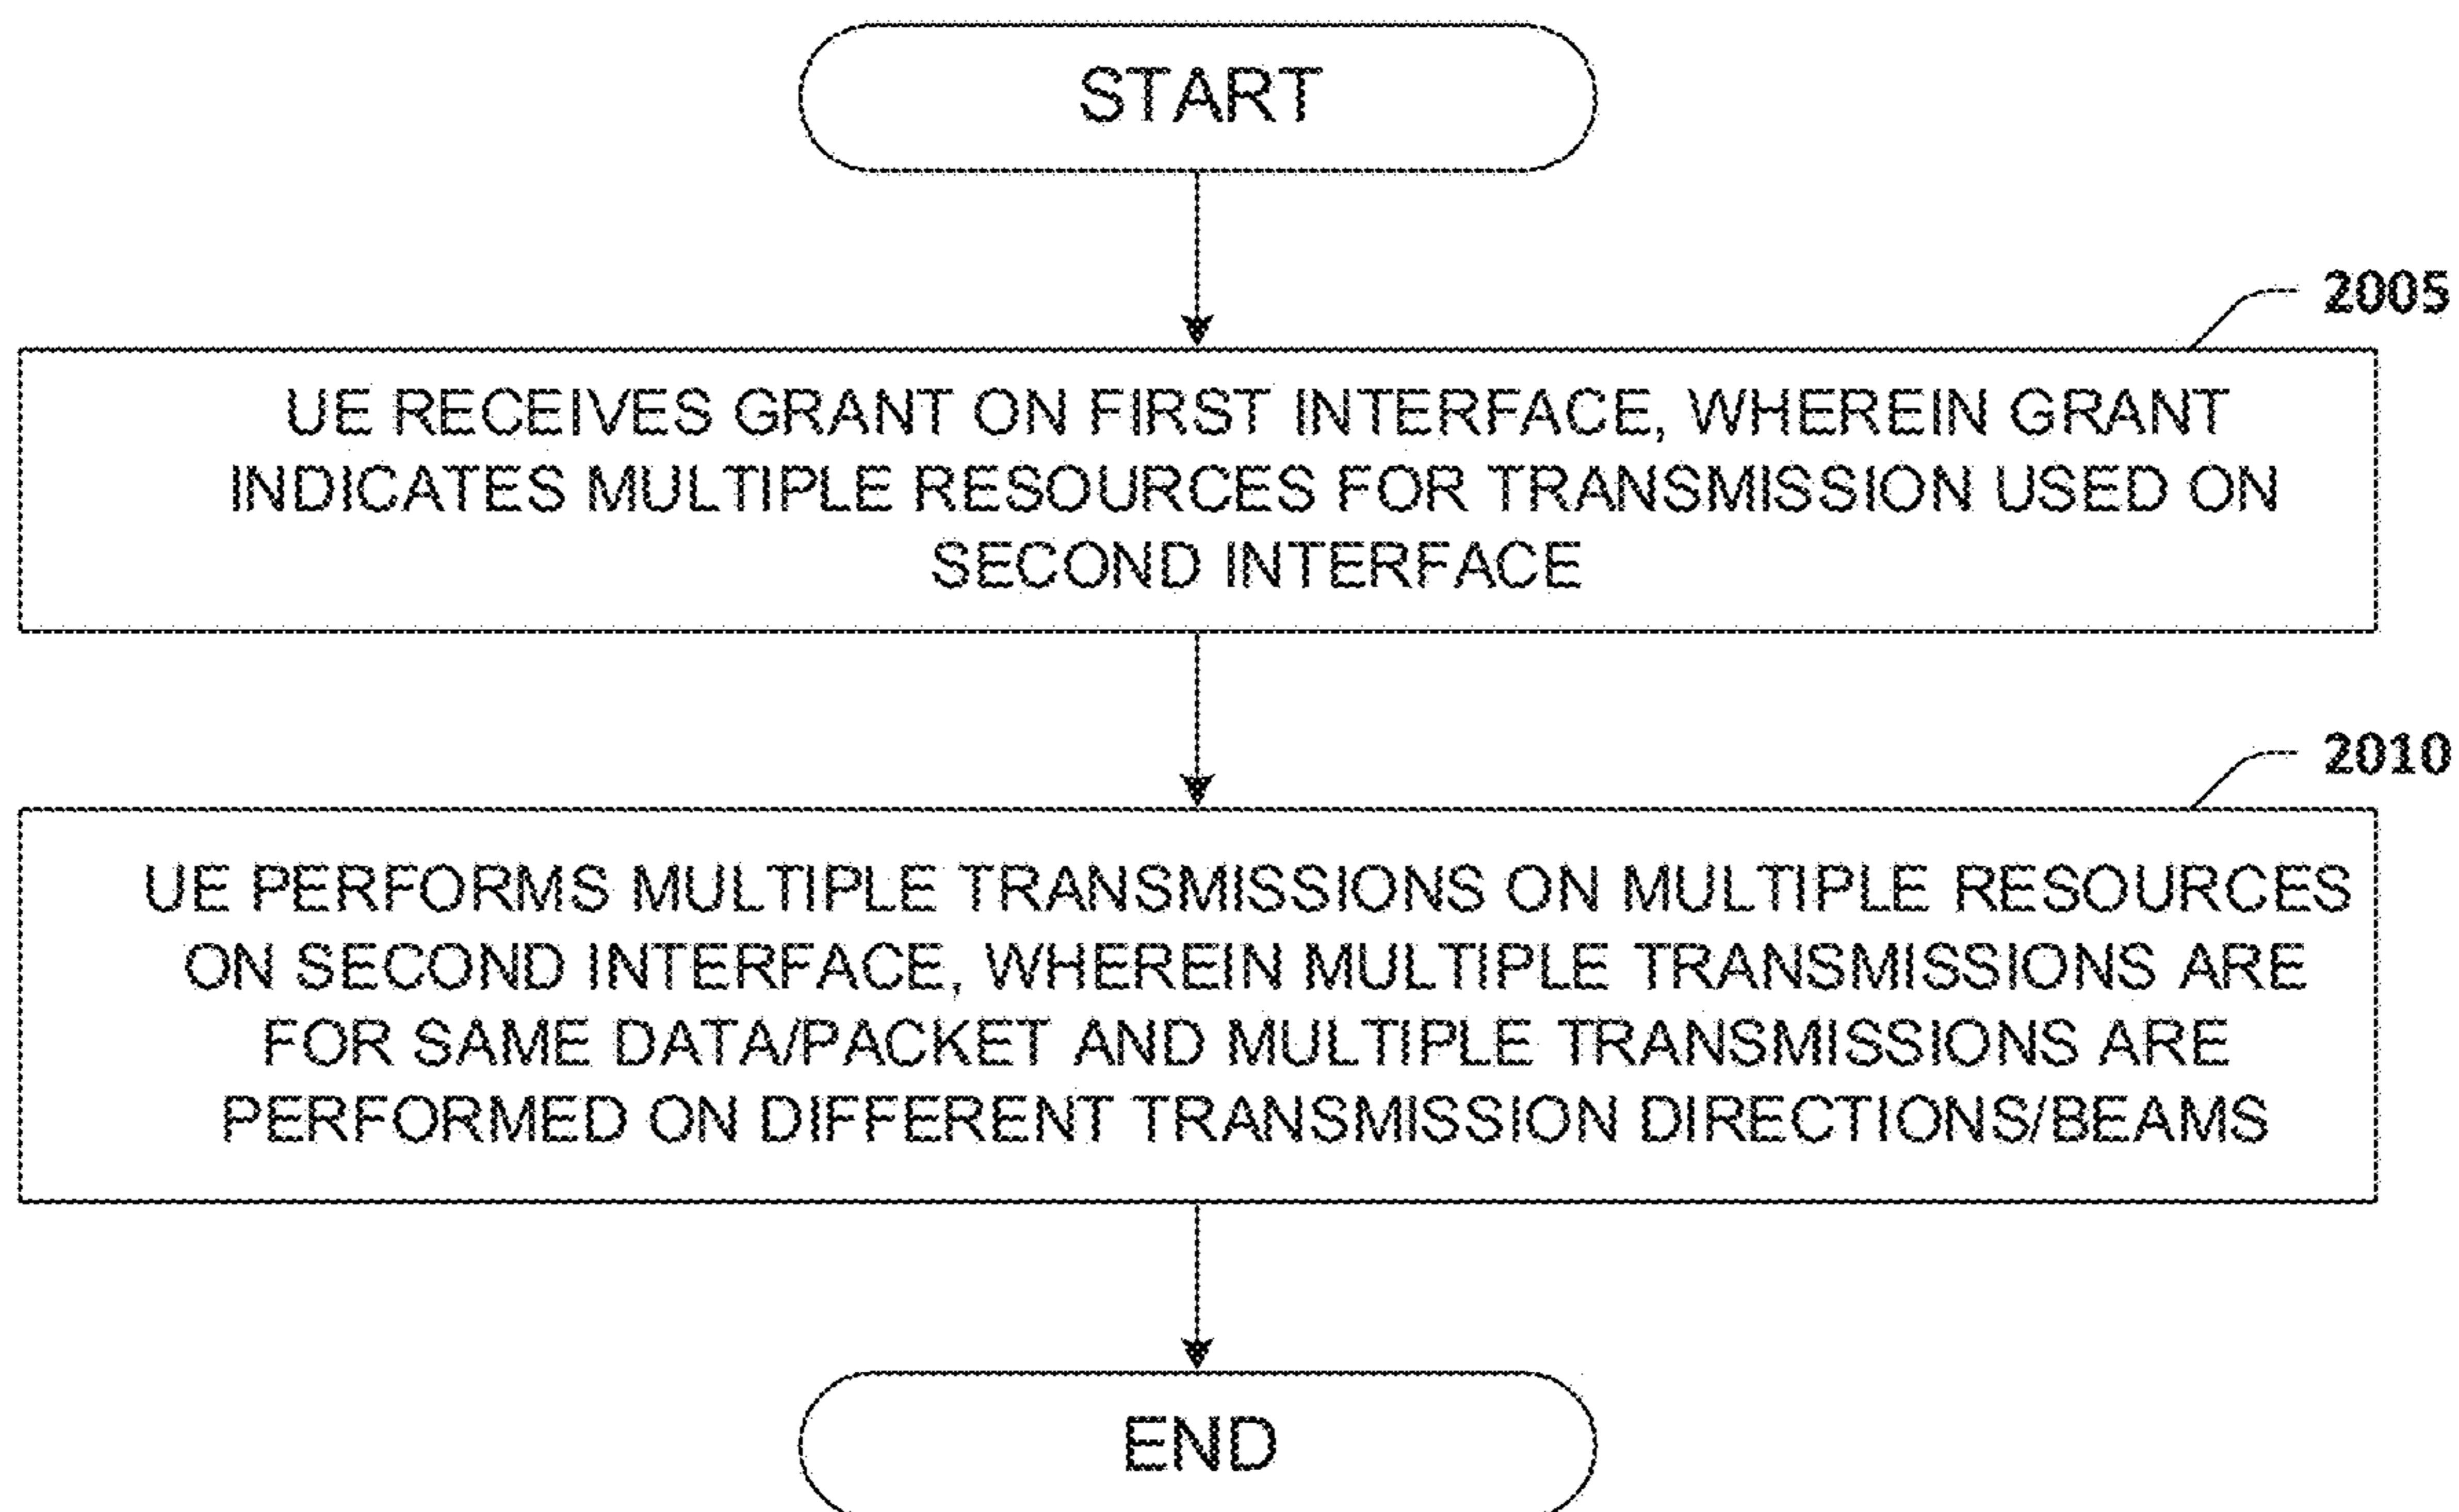 START
2005
UE RECEIVES GRANT ON FIRST INTERFACE, WHEREIN GRANT
INDICATES MULTIPLE RESOURCES FOR TRANSMISSION USED ON
SECOND INTERFACE
2010
UE PERFORMS MULTIPLE TRANSMISSIONS ON MULTIPLE RESOURCES
ON SECOND INTERFACE, WHEREIN MULTIPLE TRANSMISSIONS ARE
FOR SAME DATA/PACKET AND MULTIPLE TRANSMISSIONS ARE
PERFORMED ON DIFFERENT TRANSMISSION DIRECTIONS/BEAMS
END